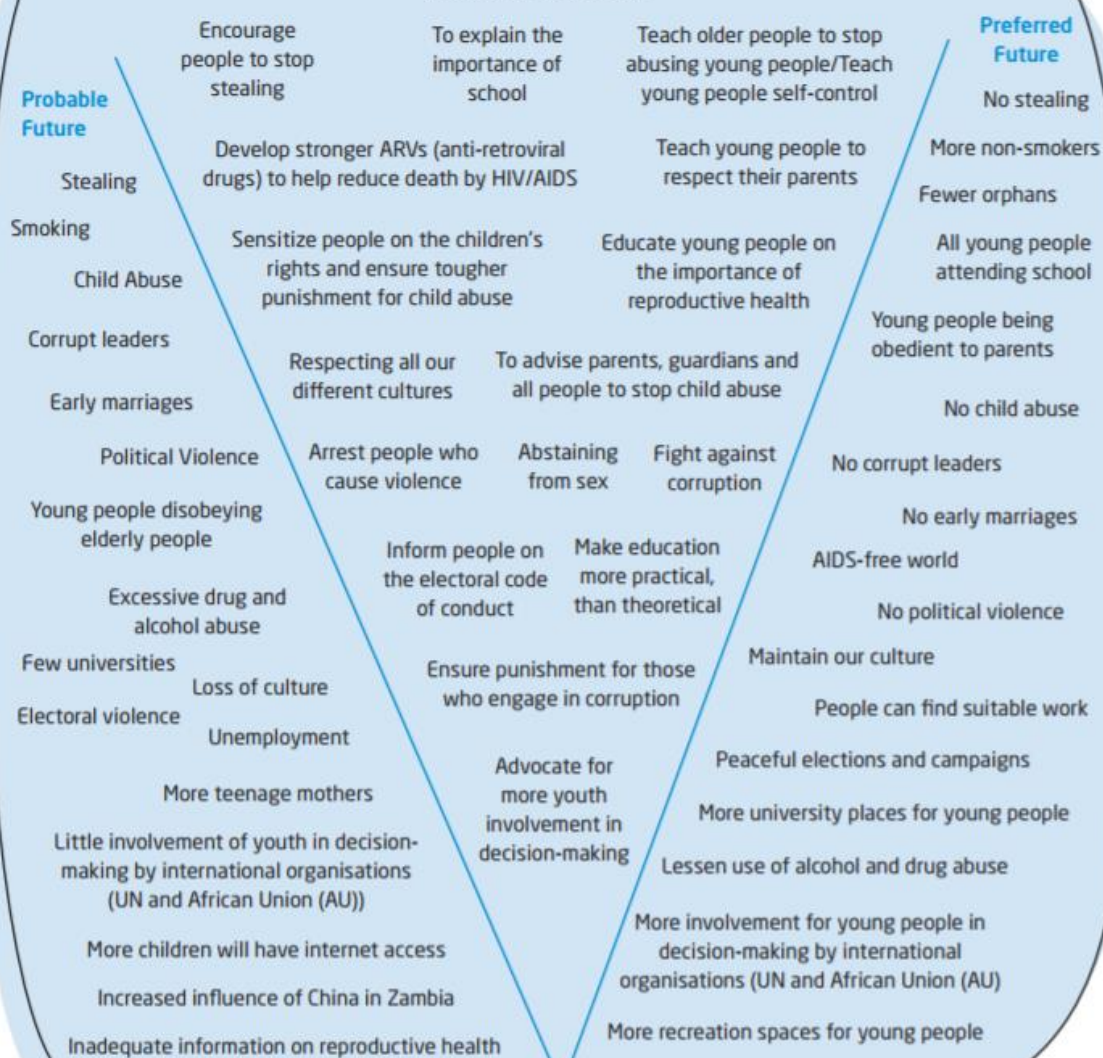 Probable
Future
Stealing
Smoking
Child Abuse
Corrupt leaders
Early marriages
Political Violence
Young people disobeying
elderly people
Excessive drug and
alcohol abuse
Few universities
Loss of culture
Electoral violence
Unemployment
More teenage mothers
Little involvement of youth in decision-
making by international organisations
(UN and African Union (AU))
More children will have internet access
Increased influence of China in Zambia
Inadequate information on reproductive health
Encourage
people to stop
stealing
To explain the
importance of
school
Teach older people to stop
abusing young people/Teach
young people self-control
Develop stronger ARVs (anti-retroviral
drugs) to help reduce death by HIV/AIDS
Teach young people to
respect their parents
Sensitize people on the children's
rights and ensure tougher
punishment for child abuse
Educate young people on
the importance of
reproductive health
Respecting all our
different cultures
To advise parents, guardians and
all people to stop child abuse
Arrest people who
cause violence
Abstaining
from sex
Fight against
corruption
Inform people on
the electoral code
of conduct
Make education
more practical,
than theoretical
Ensure punishment for those
who engage in corruption
Advocate for
more youth
involvement in
decision-making
Preferred
Future
No stealing
More non-smokers
Fewer orphans
All young people
attending school
Young people being
obedient to parents
No child abuse
No corrupt leaders
No early marriages
AIDS-free world
No political violence
Maintain our culture
People can find suitable work
Peaceful elections and campaigns
More university places for young people
Lessen use of alcohol and drug abuse
More involvement for young people in
decision-making by international
organisations (UN and African Union (AU)
More recreation spaces for young people